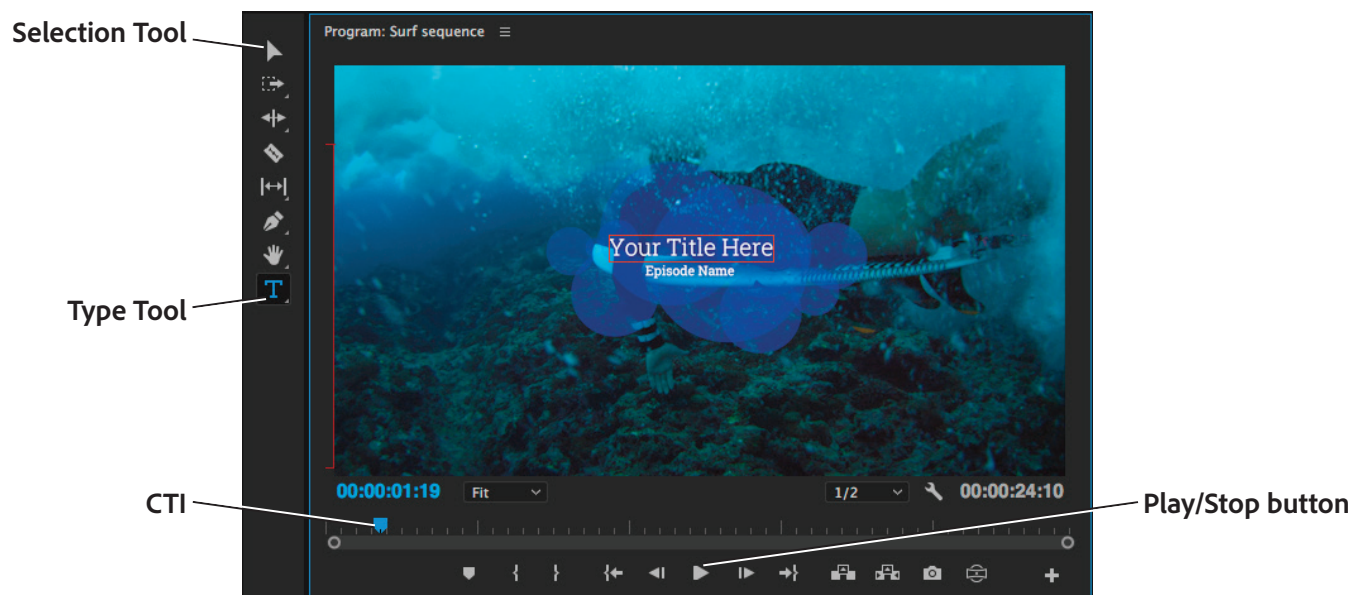 Selection Tool
Program: Surf sequence
Your Title Here
Episode Name
T
Type Tool
00:00:01:19 Fit 1/2 00:00:24:10
CTI
Play/Stop button